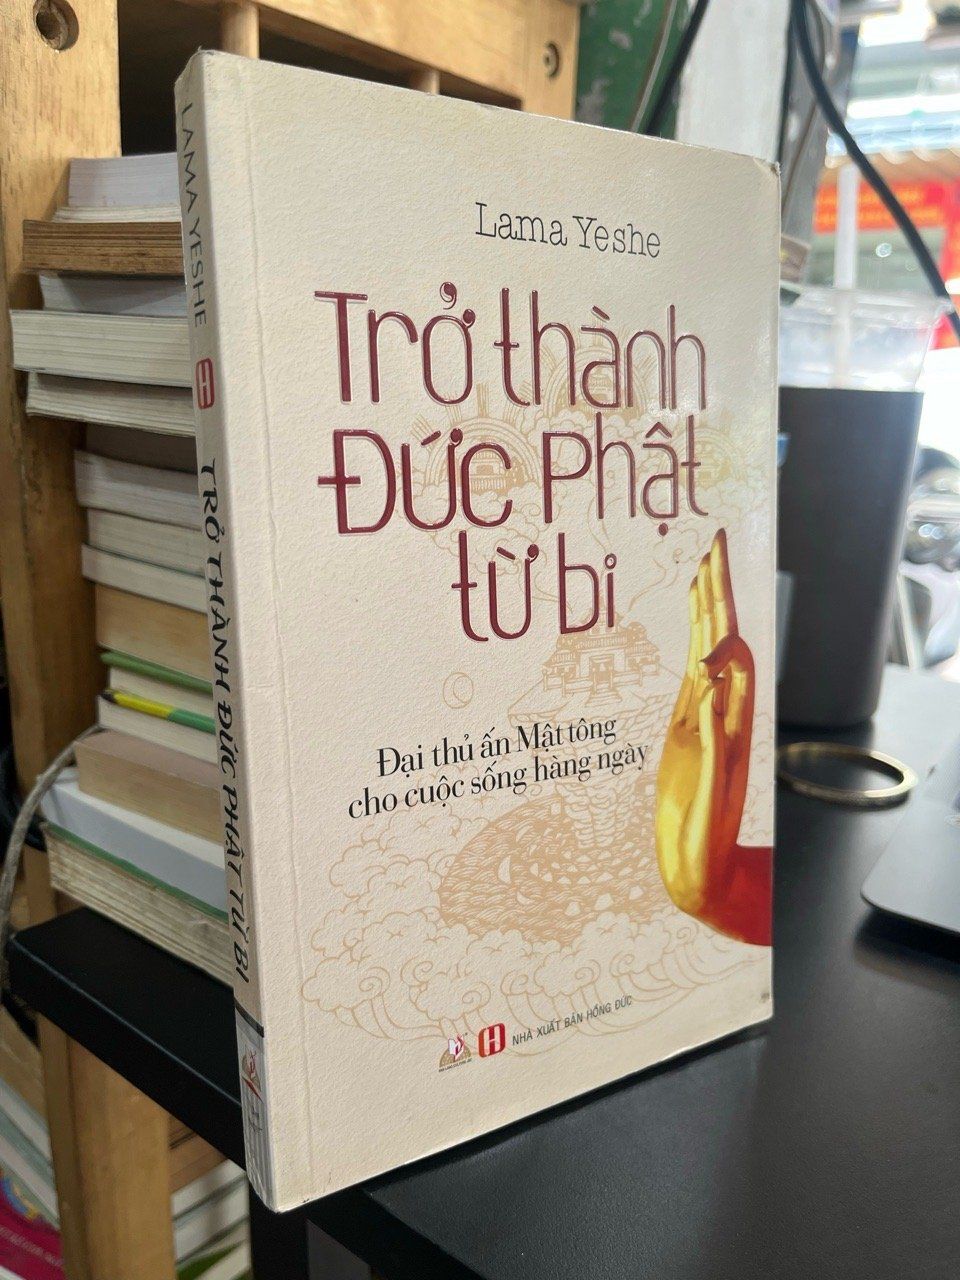 Lama Yeshe
Trở thành
Đức Phật
từ bi
Đại thủ ấn Mật tông
cho cuộc sống hàng ngày
NHÀ XUẤT BẢN HỒNG ĐỨC
LAMA YESHE
TRỞ THÀNH ĐỨC PHẬT TỪ BI